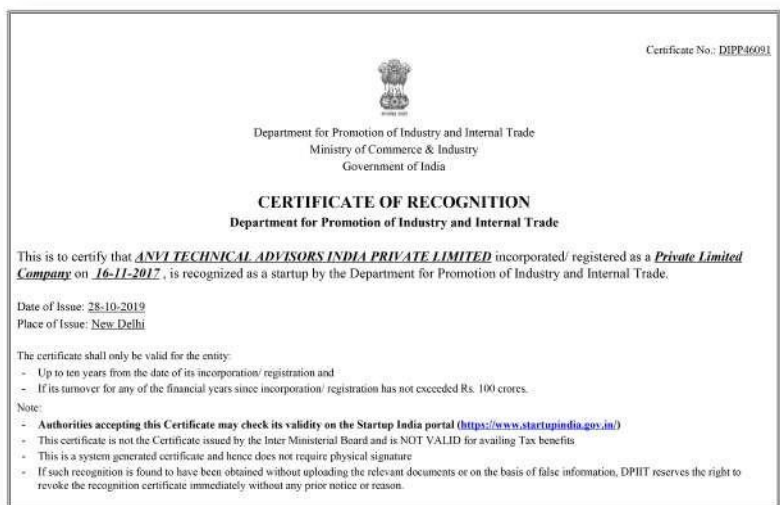 Certificate No.: DIPP46091
Department for Promotion of Industry and Internal Trade
Ministry of Commerce & Industry
Government of India
CERTIFICATE OF RECOGNITION
Department for Promotion of Industry and Internal Trade
This is to certify that ANVI TECHNICAL ADVISORS INDIA PRIVATE LIMITED incorporated/ registered as a Private Limited
Company on 16-11-2017 , is recognized as a startup by the Department for Promotion of Industry and Internal Trade.
Date of Issue: 28-10-2019
Place of Issue: New Delhi
The certificate shall only be valid for the entity:
- Up to ten years from the date of its incorporation/ registration and
- If its turnover for any of the financial years since incorporation/ registration has not exceeded Rs. 100 crores.
Note:
- Authorities accepting this Certificate may check its validity on the Startup India portal (https://www.startupindia.gov.in/)
- This certificate is not the Certificate issued by the Inter Ministerial Board and is NOT VALID for availing Tax benefits
- This is a system generated certificate and hence does not require physical signature
- If such recognition is found to have been obtained without uploading the relevant documents or on the basis of false information, DPIIT reserves the right to
revoke the recognition certificate immediately without any prior notice or reason.